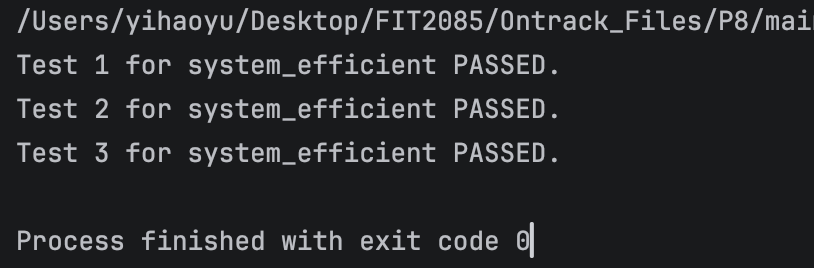 /Users/yihaoyu/Desktop/FIT2085/Ontrack_Files/P8/mai
Test 1 for system_efficient PASSED.
Test 2 for system_efficient PASSED.
Test 3 for system_efficient PASSED.
Process finished with exit code 0